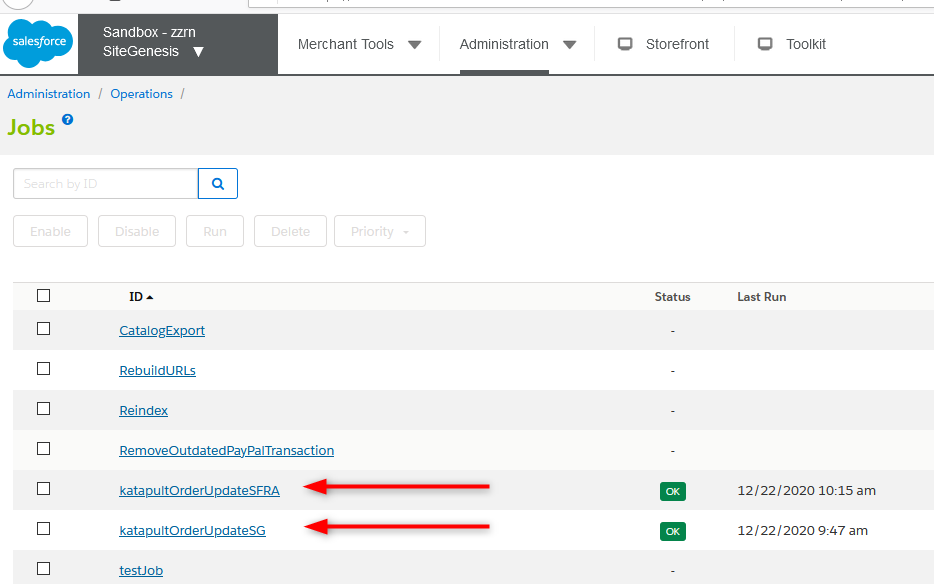 salesforce
Sandbox - zzrn
SiteGenesis
Merchant Tools
Administration
Storefront
Toolkit
Administration / Operations /
Jobs ?
Search by ID
Enable Disable Run Delete Priority
ID Status Last Run
CatalogExport -
RebuildURLs -
Reindex -
RemoveOutdatedPayPalTransaction -
katapultOrderUpdateSFRA OK 12/22/2020 10:15 am
katapultOrderUpdateSG OK 12/22/2020 9:47 am
testJob -